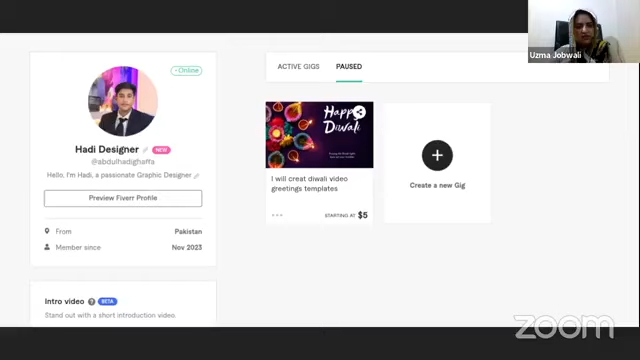 Uzma Jobwali
Online
ACTIVE GIGS
PAUSED
Hadi Designer
NEW
@abdulhadighaffa
Hello, I'm Hadi, a passionate Graphic Designer
Preview Fiverr Profile
From
Pakistan
Member since
Nov 2023
Happy
Diwali
I will creat diwali video
greetings templates
STARTING AT $5
Create a new Gig
Intro video
BETA
Stand out with a short introduction video.
zoom